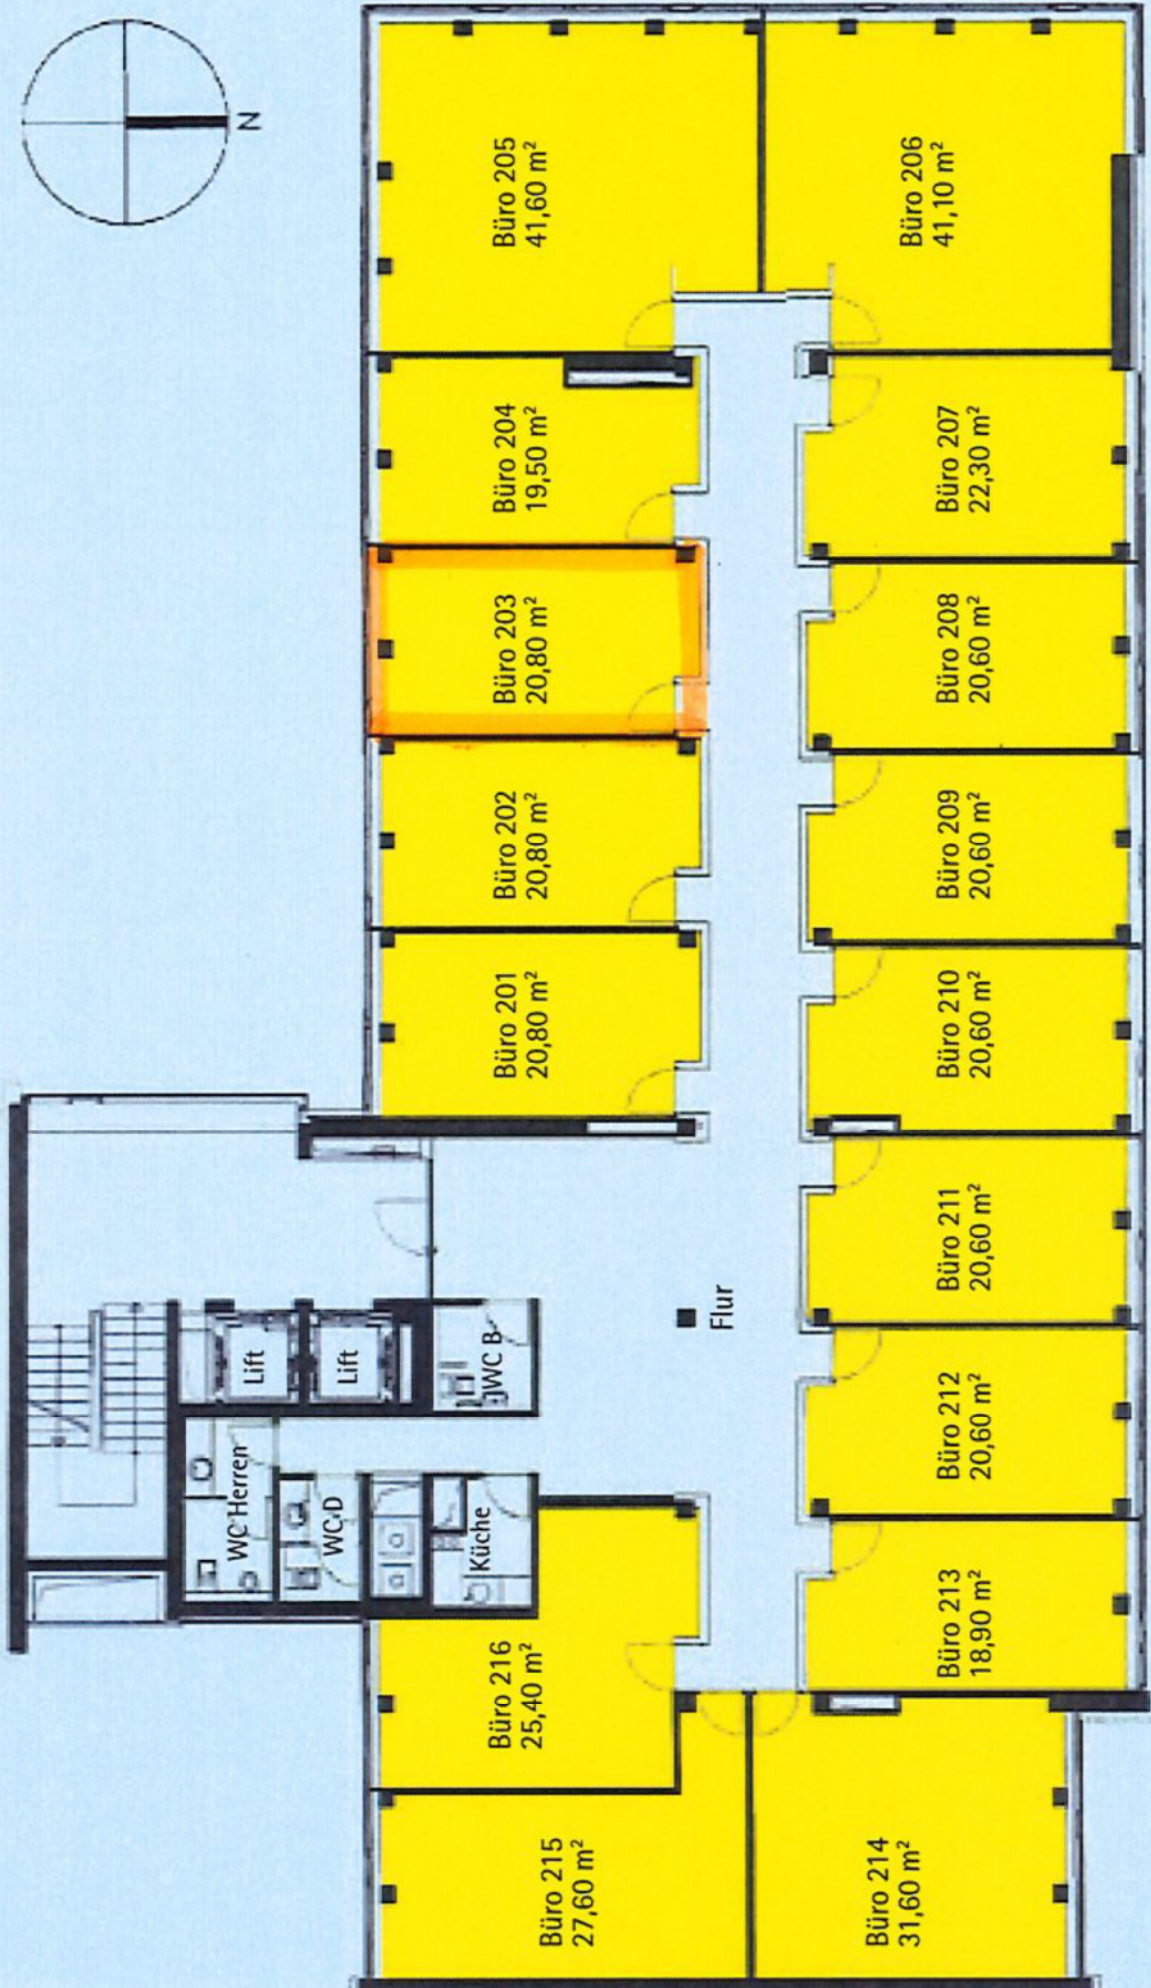 N
Büro 205
41,60 m²
Büro 206
41,10 m²
Büro 204
19,50 m²
Büro 207
22,30 m²
Büro 203
20,80 m²
Büro 208
20,60 m²
Büro 202
20,80 m²
Büro 209
20,60 m²
Büro 201
20,80 m²
Büro 210
20,60 m²
Büro 211
20,60 m²
Flur
Lift
Lift
WC B
Büro 212
20,60 m²
WC Herren
WC D
Küche
Büro 213
18,90 m²
Büro 216
25,40 m²
Büro 215
27,60 m²
Büro 214
31,60 m²